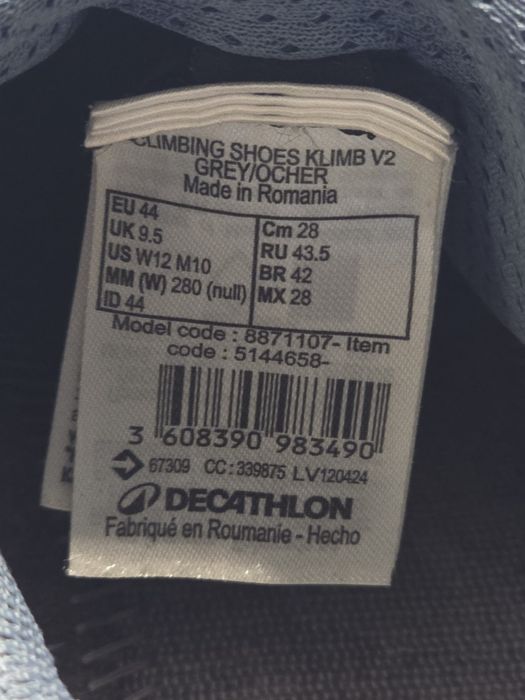 CLIMBING SHOES KLIMB V2
GREY/OCHER
Made in Romania
EU 44
UK 9.5
US W12 M10
MM (W) 280 (null)
ID 44
Cm 28
RU 43.5
BR 42
MX 28
Model code : 8871107- Item
code : 5144658-
3 608390 983490
67309 CC:339875 LV120424
DECATHLON
Fabriqué en Roumanie - Hecho